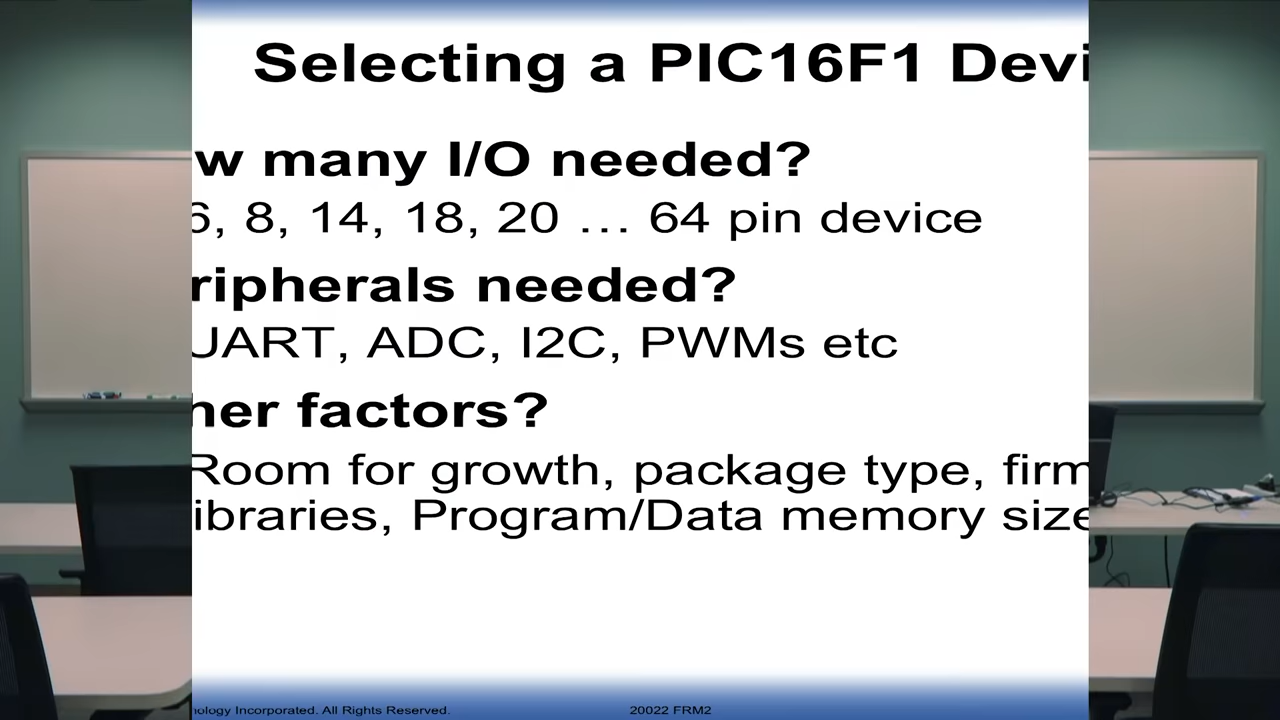 Selecting a PIC16F1 Devi
w many I/O needed?
6, 8, 14, 18, 20 … 64 pin device
ripherals needed?
UART, ADC, I2C, PWMs etc
her factors?
Room for growth, package type, firm
ibraries, Program/Data memory size
nology Incorporated. All Rights Reserved. 20022 FRM2